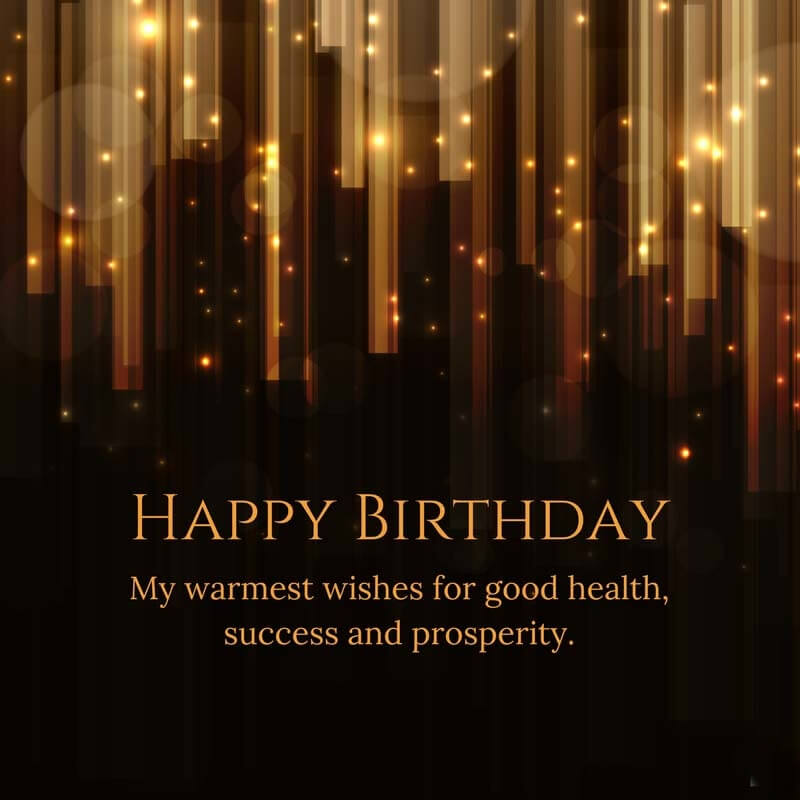 Happy Birthday
My warmest wishes for good health,
success and prosperity.